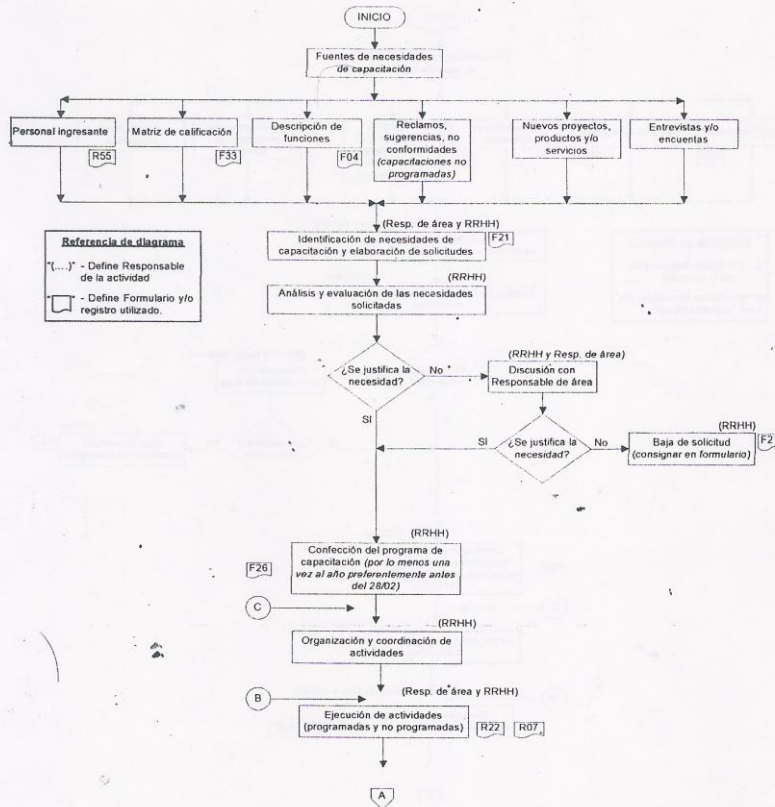 INICIO
Fuentes de necesidades
de capacitación
Personal ingresante
R55
Matriz de calificación
F33
Descripción de
funciones
F04
Reclamos,
sugerencias, no
conformidades
(capacitaciones no
programadas)
Nuevos proyectos,
productos y/o
servicios
Entrevistas y/o
encuentas
(Resp. de área y RRHH)
Identificación de necesidades de
capacitación y elaboración de solicitudes
F21
Referencia de diagrama
"(....)" - Define Responsable
de la actividad
" " - Define Formulario y/o
registro utilizado.
(RRHH)
Análisis y evaluación de las necesidades
solicitadas
¿Se justifica la
necesidad?
No
SI
(RRHH y Resp. de área)
Discusión con
Responsable de área
¿Se justifica la
necesidad?
SI
No
(RRHH)
Baja de solicitud
(consignar en formulario)
F2
(RRHH)
Confección del programa de
capacitación (por lo menos una
vez al año preferentemente antes
del 28/02)
F26
C
(RRHH)
Organización y coordinación de
actividades
B
(Resp. de área y RRHH)
Ejecución de actividades
(programadas y no programadas)
R22
R07
A